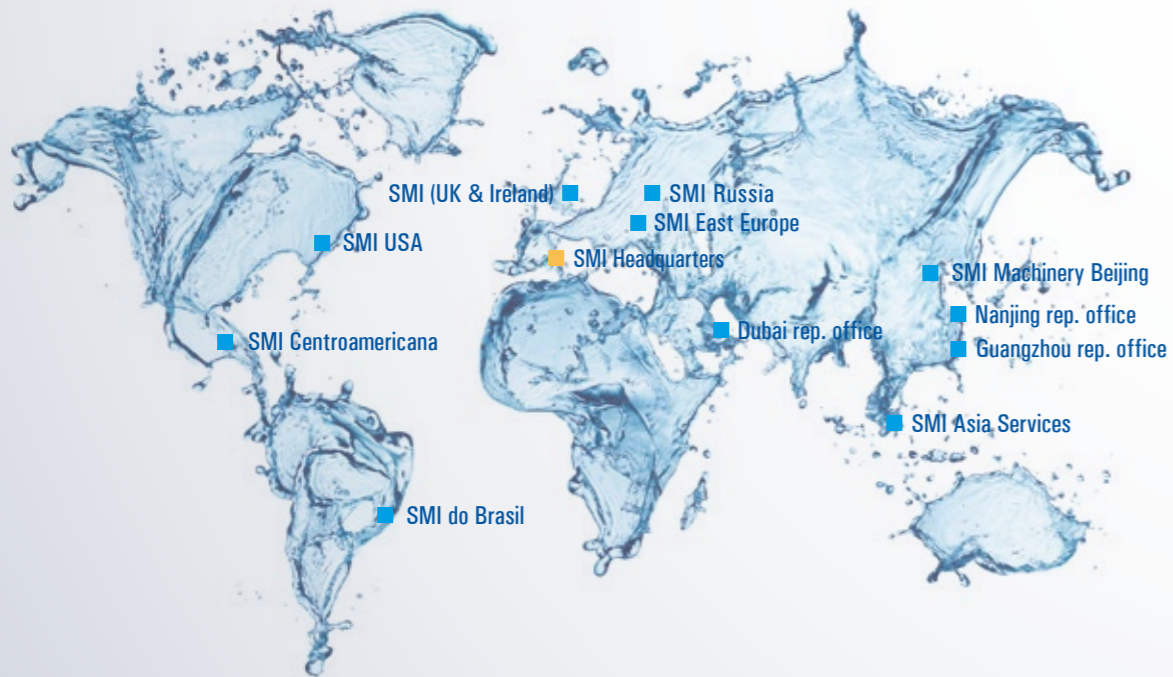 SMI (UK & Ireland)
SMI Russia
SMI East Europe
SMI USA
SMI Headquarters
SMI Machinery Beijing
Nanjing rep. office
Dubai rep. office
SMI Centroamericana
Guangzhou rep. office
SMI Asia Services
SMI do Brasil